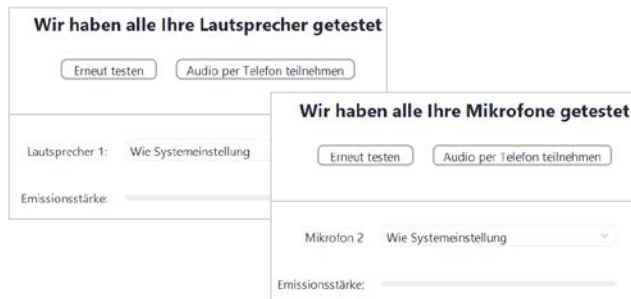 Wir haben alle Ihre Lautsprecher getestet
Erneut testen Audio per Telefon teilnehmen
Lautsprecher 1: Wie Systemeinstellung
Emissionsstärke:
Wir haben alle Ihre Mikrofone getestet
Erneut testen Audio per Telefon teilnehmen
Mikrofon 2 Wie Systemeinstellung
Emissionsstärke: